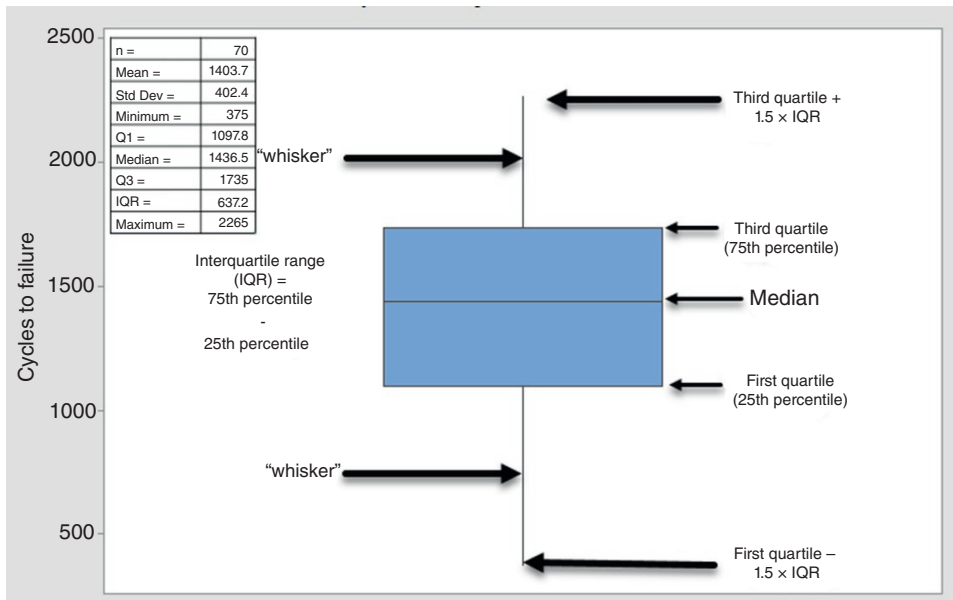 2500
2000
1500
1000
500
Cycles to failure
n = 70
Mean = 1403.7
Std Dev = 402.4
Minimum = 375
Q1 = 1097.8
Median = 1436.5
Q3 = 1735
IQR = 637.2
Maximum = 2265
“whisker”
Interquartile range
(IQR) =
75th percentile
-
25th percentile
“whisker”
Third quartile +
1.5 × IQR
Third quartile
(75th percentile)
Median
First quartile
(25th percentile)
First quartile –
1.5 × IQR